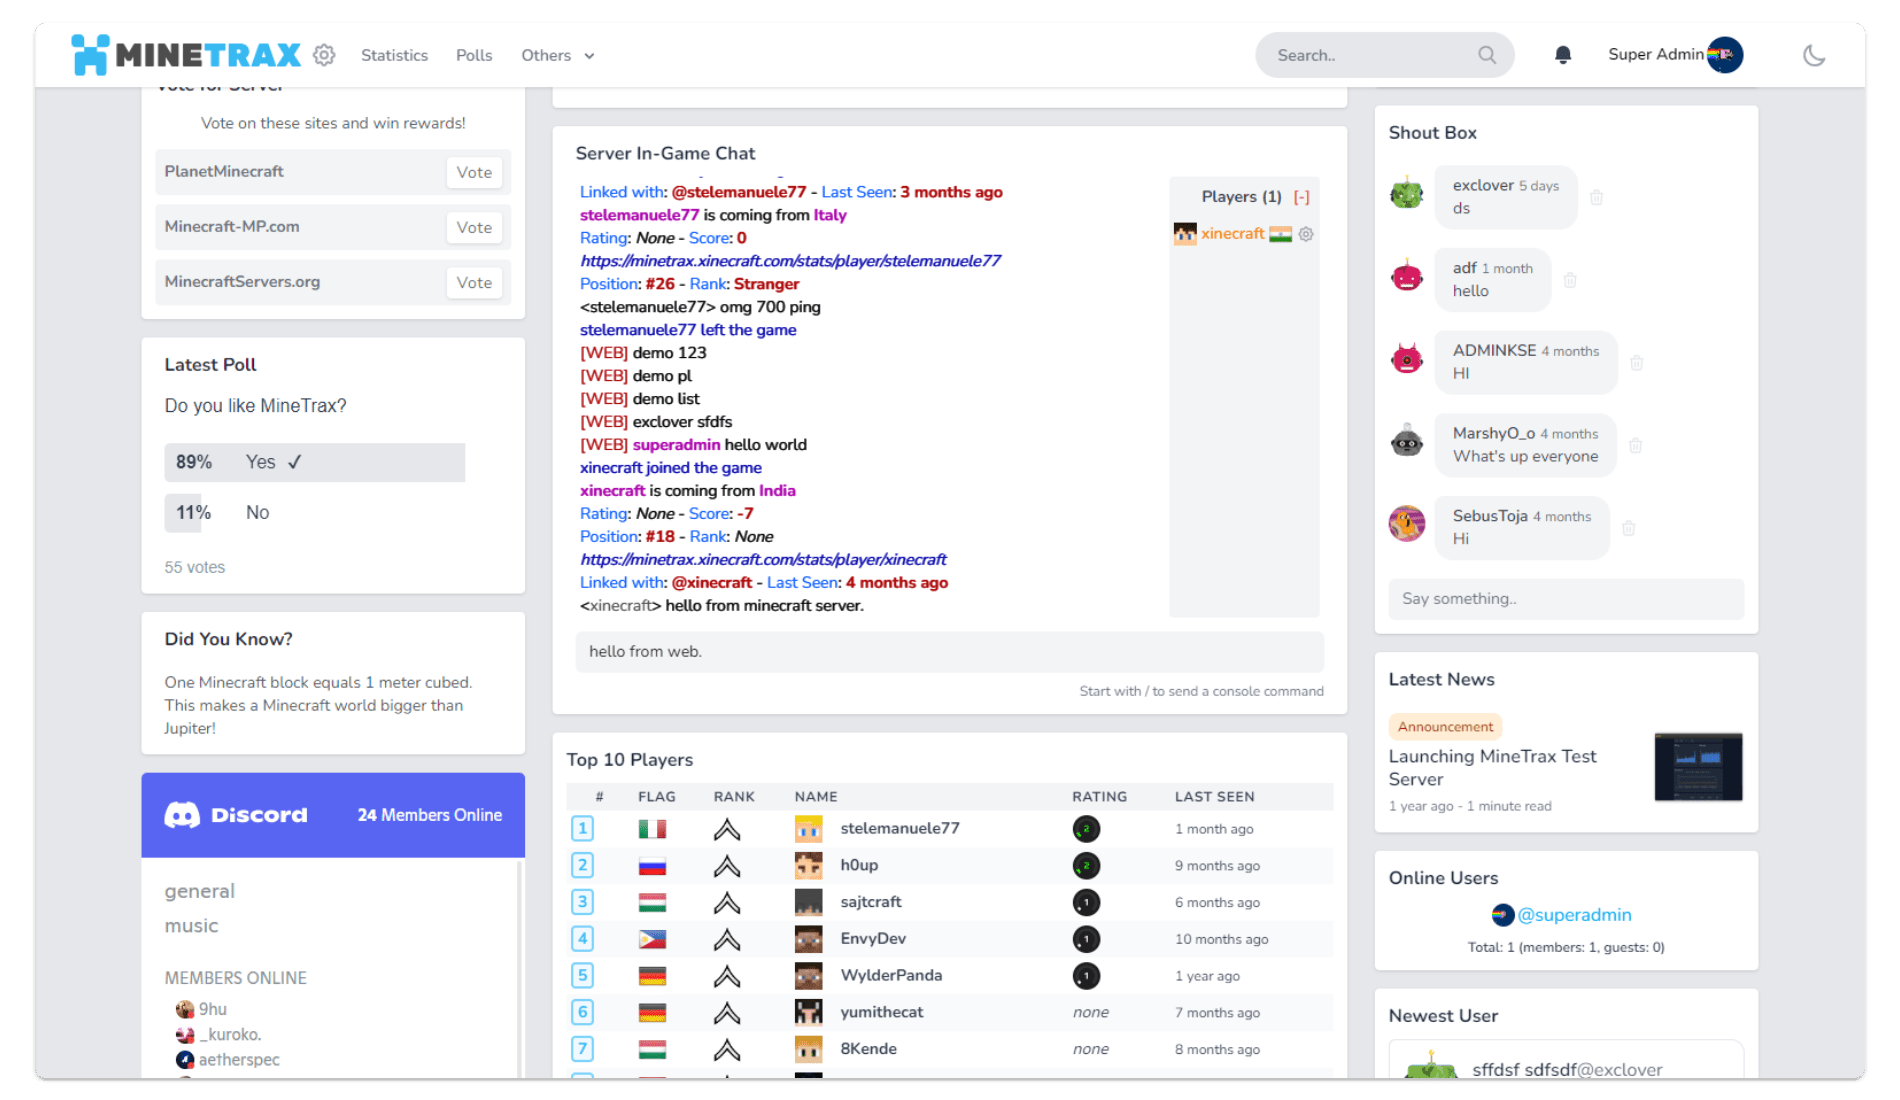 MINETRAX
Statistics
Polls
Others
Search..
Super Admin
Vote for Server
Vote on these sites and win rewards!
PlanetMinecraft
Vote
Minecraft-MP.com
Vote
MinecraftServers.org
Vote
Latest Poll
Do you like MineTrax?
89% Yes ✓
11% No
55 votes
Did You Know?
One Minecraft block equals 1 meter cubed.
This makes a Minecraft world bigger than
Jupiter!
Discord
24 Members Online
general
music
MEMBERS ONLINE
9hu
_kuroko.
aetherspec
Server In-Game Chat
Linked with: @stelemanuele77 - Last Seen: 3 months ago
stelemanuele77 is coming from Italy
Rating: None - Score: 0
https://minetrax.xinecraft.com/stats/player/stelemanuele77
Position: #26 - Rank: Stranger
<stelemanuele77> omg 700 ping
stelemanuele77 left the game
[WEB] demo 123
[WEB] demo pl
[WEB] demo list
[WEB] exclover sfdfs
[WEB] superadmin hello world
xinecraft joined the game
xinecraft is coming from India
Rating: None - Score: -7
Position: #18 - Rank: None
https://minetrax.xinecraft.com/stats/player/xinecraft
Linked with: @xinecraft - Last Seen: 4 months ago
<xinecraft> hello from minecraft server.
Players (1) [-]
xinecraft
hello from web.
Start with / to send a console command
Top 10 Players
# FLAG RANK NAME RATING LAST SEEN
1 stelemanuele77 2 1 month ago
2 h0up 2 9 months ago
3 sajtcraft 1 6 months ago
4 EnvyDev 1 10 months ago
5 WylderPanda 1 1 year ago
6 yumithecat none 7 months ago
7 8Kende none 8 months ago
Shout Box
exclover 5 days
ds
adf 1 month
hello
ADMINKSE 4 months
HI
MarshyO_o 4 months
What's up everyone
SebusToja 4 months
Hi
Say something..
Latest News
Announcement
Launching MineTrax Test
Server
1 year ago - 1 minute read
Online Users
@superadmin
Total: 1 (members: 1, guests: 0)
Newest User
sffdsf sdfsdf@exclover